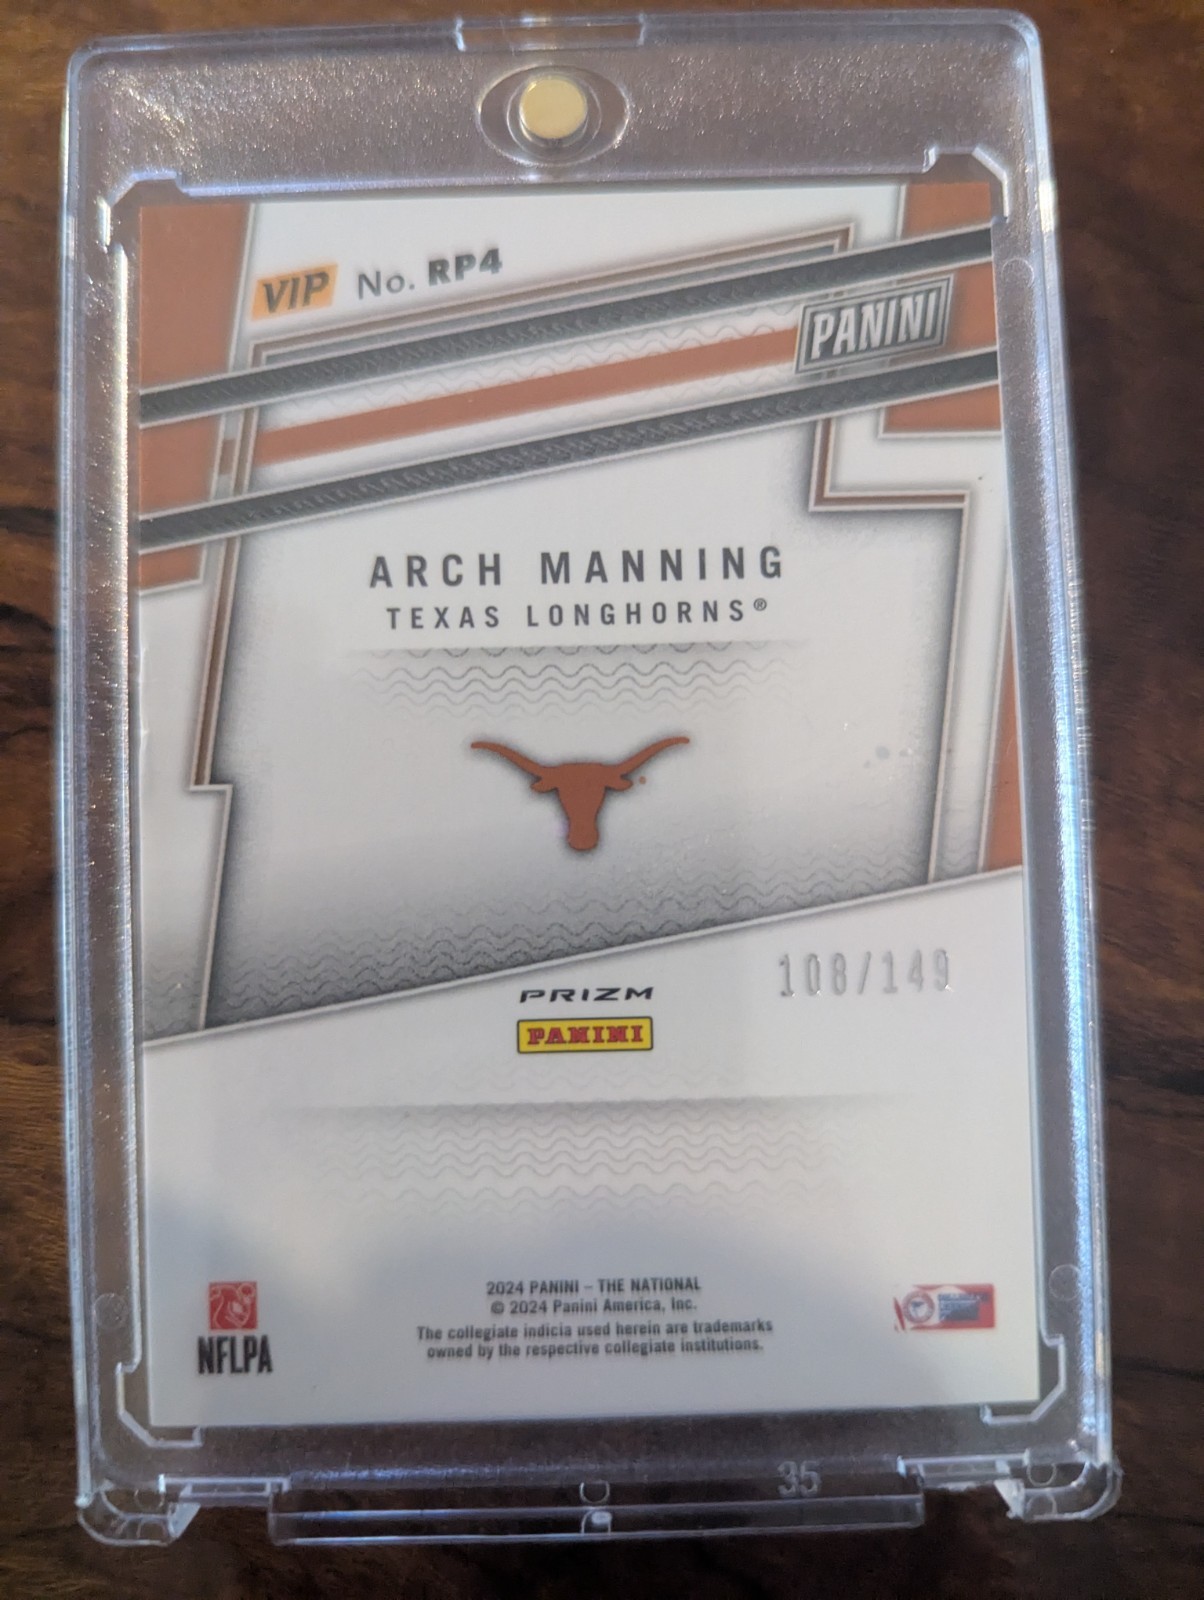 VIP No. RP4
PANINI
ARCH MANNING
TEXAS LONGHORNS®
108/149
PRIZM
PANINI
2024 PANINI – THE NATIONAL
© 2024 Panini America, Inc.
The collegiate indicia used herein are trademarks
owned by the respective collegiate institutions.
NFLPA
35